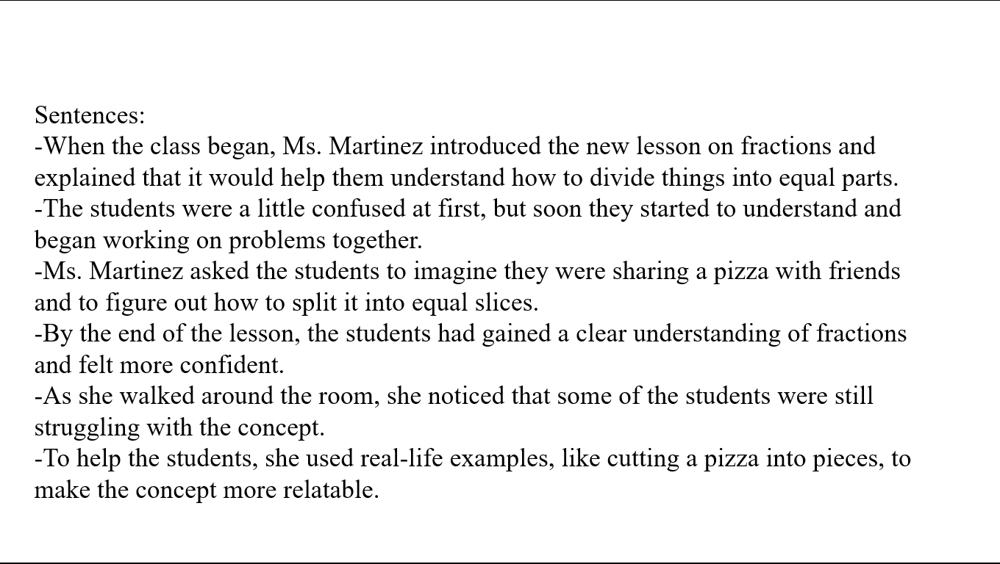 Sentences:
-When the class began, Ms. Martinez introduced the new lesson on fractions and
explained that it would help them understand how to divide things into equal parts.
-The students were a little confused at first, but soon they started to understand and
began working on problems together.
-Ms. Martinez asked the students to imagine they were sharing a pizza with friends
and to figure out how to split it into equal slices.
-By the end of the lesson, the students had gained a clear understanding of fractions
and felt more confident.
-As she walked around the room, she noticed that some of the students were still
struggling with the concept.
-To help the students, she used real-life examples, like cutting a pizza into pieces, to
make the concept more relatable.